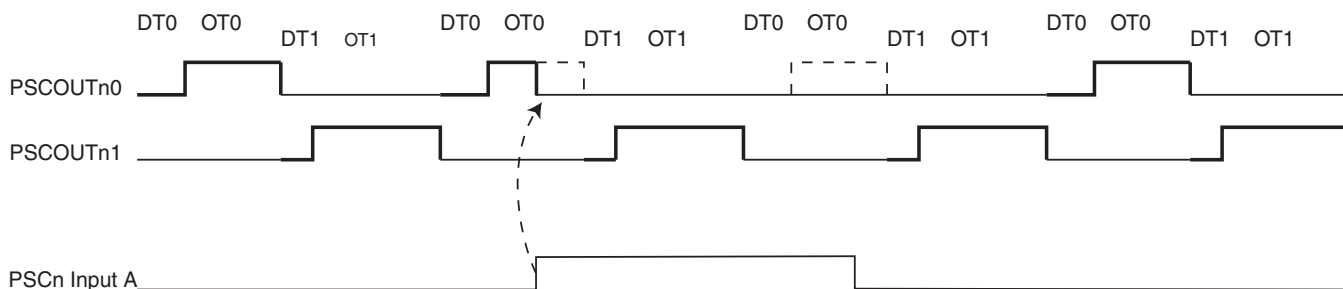 DT0 OT0 DT0 OT0 DT0 OT0 DT0 OT0
DT1 OT1 DT1 OT1 DT1 OT1 DT1 OT1
PSCOUTn0
PSCOUTn1
PSCn Input A